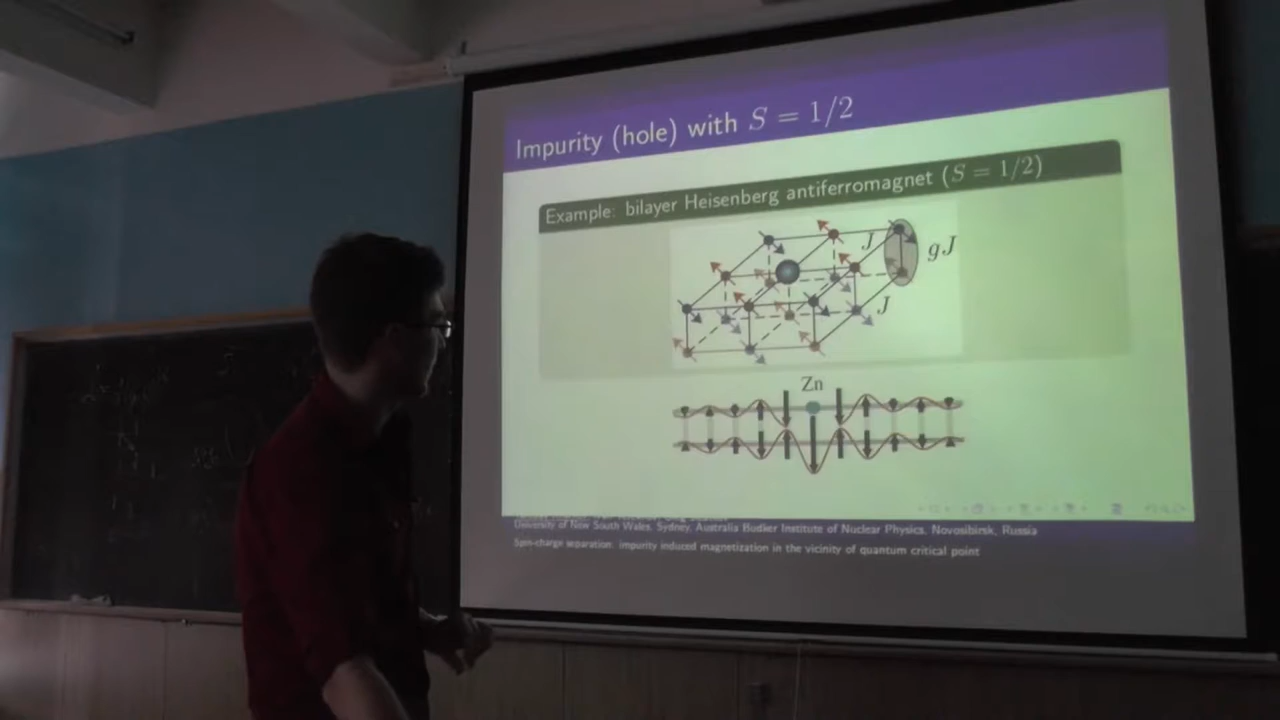 Impurity (hole) with S = 1/2
Example: bilayer Heisenberg antiferromagnet (S = 1/2)
J
gJ
J
Zn
University of New South Wales, Sydney, Australia Budker Institute of Nuclear Physics, Novosibirsk, Russia
Spin-charge separation: impurity induced magnetization in the vicinity of quantum critical point